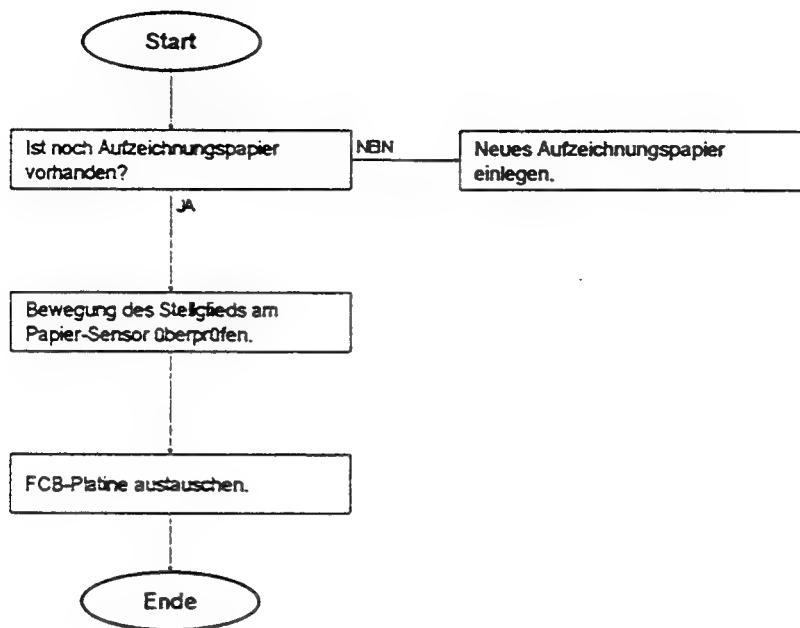 Start
Ist noch Aufzeichnungspapier
vorhanden?
NEIN
Neues Aufzeichnungspapier
einlegen.
JA
Bewegung des Stellglieds am
Papier-Sensor überprüfen.
FCB-Platine austauschen.
Ende